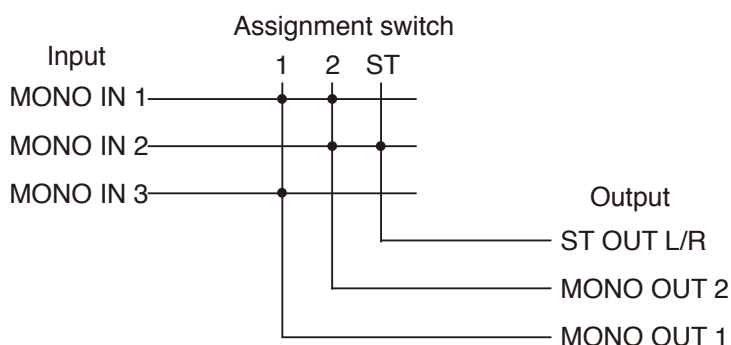 Assignment switch
Input
1 2 ST
MONO IN 1
MONO IN 2
MONO IN 3
Output
ST OUT L/R
MONO OUT 2
MONO OUT 1